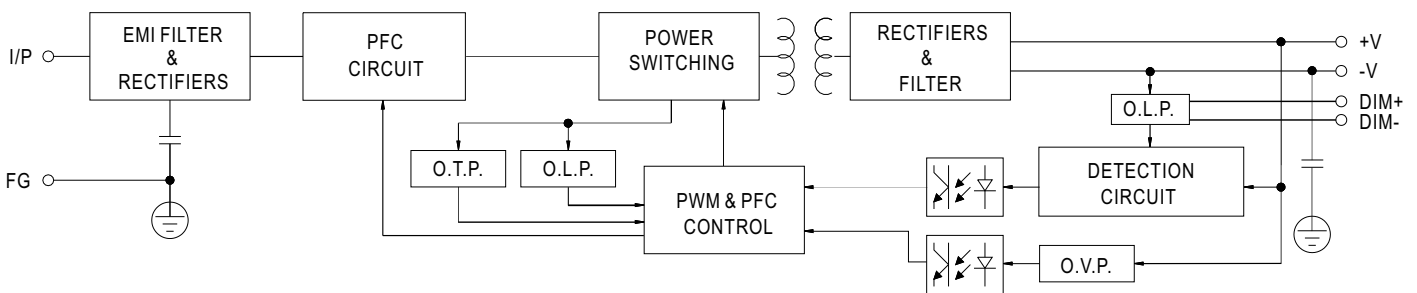 I/P
EMI FILTER
&
RECTIFIERS
PFC
CIRCUIT
POWER
SWITCHING
RECTIFIERS
&
FILTER
+V
-V
DIM+
DIM-
O.L.P.
O.T.P.
O.L.P.
DETECTION
CIRCUIT
FG
PWM & PFC
CONTROL
O.V.P.